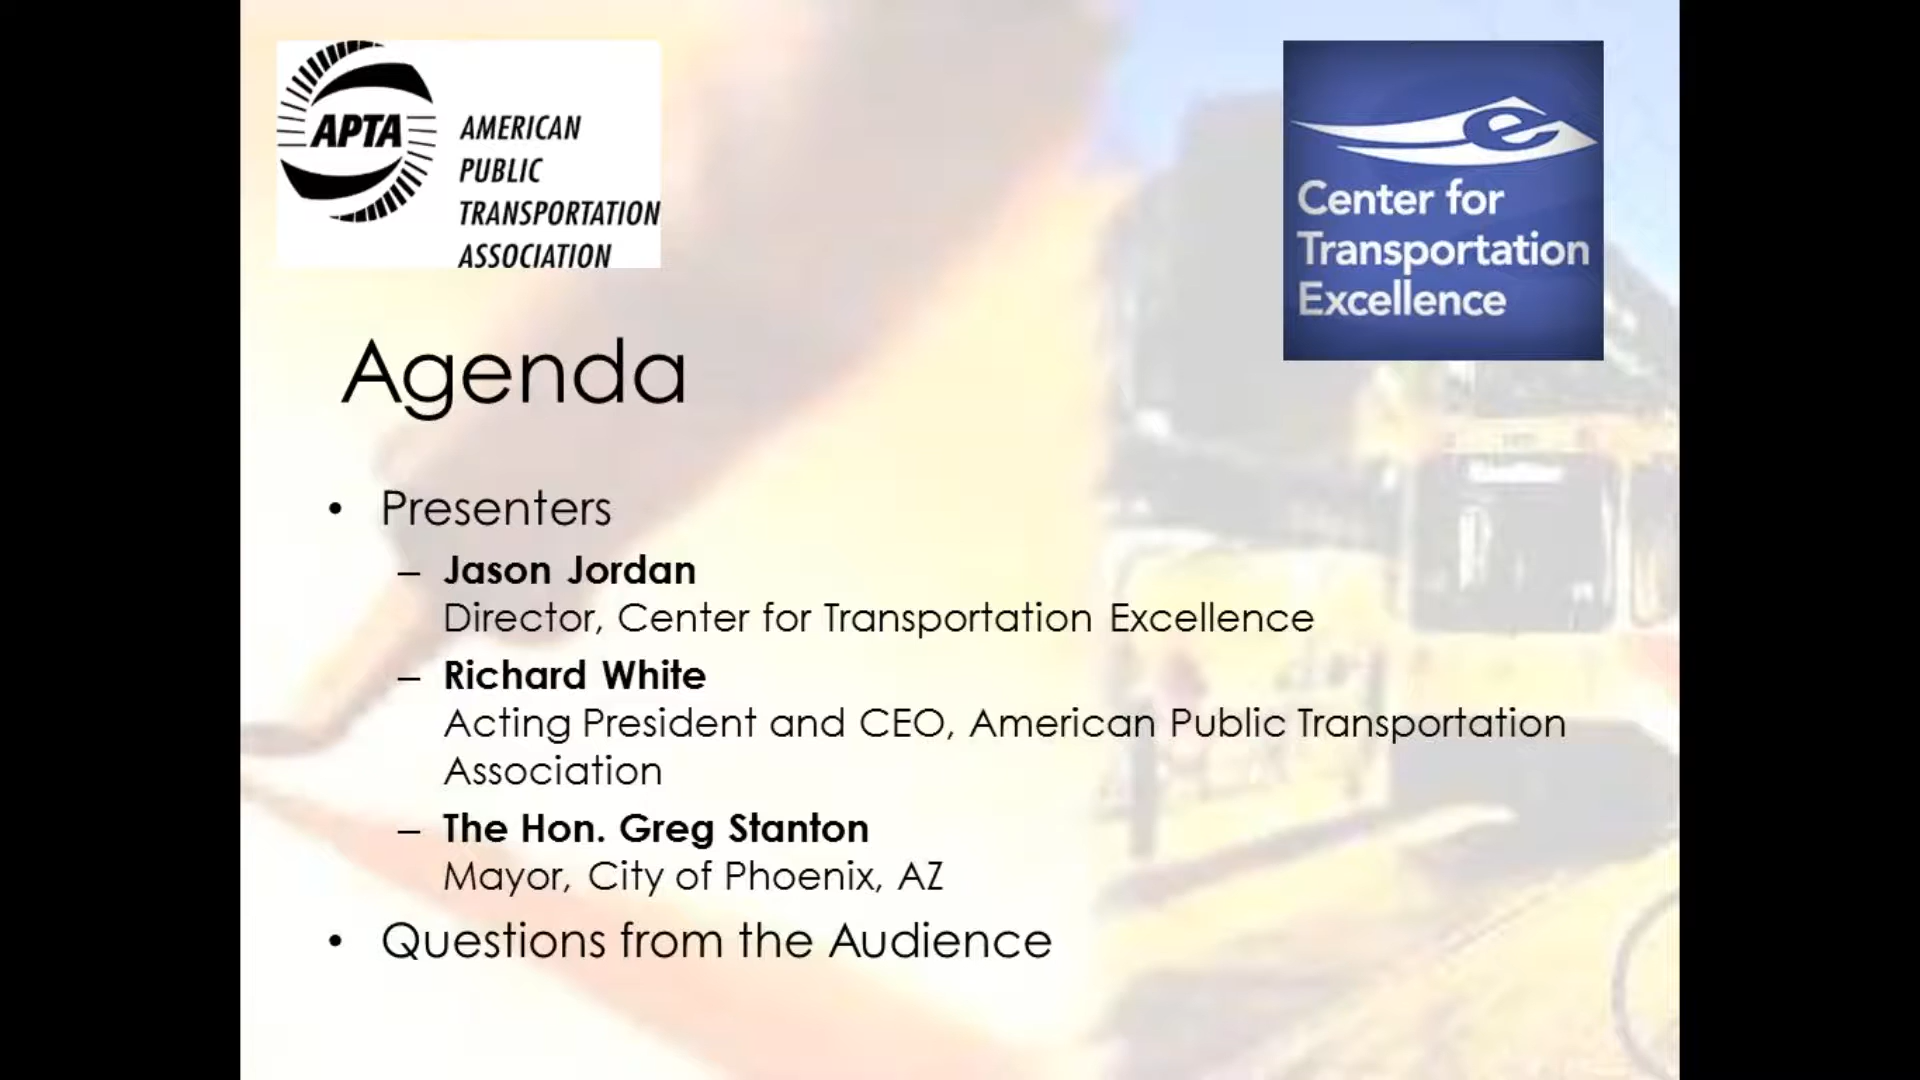 APTA
AMERICAN
PUBLIC
TRANSPORTATION
ASSOCIATION
e
Center for
Transportation
Excellence
Agenda
• Presenters
– Jason Jordan
Director, Center for Transportation Excellence
– Richard White
Acting President and CEO, American Public Transportation
Association
– The Hon. Greg Stanton
Mayor, City of Phoenix, AZ
• Questions from the Audience